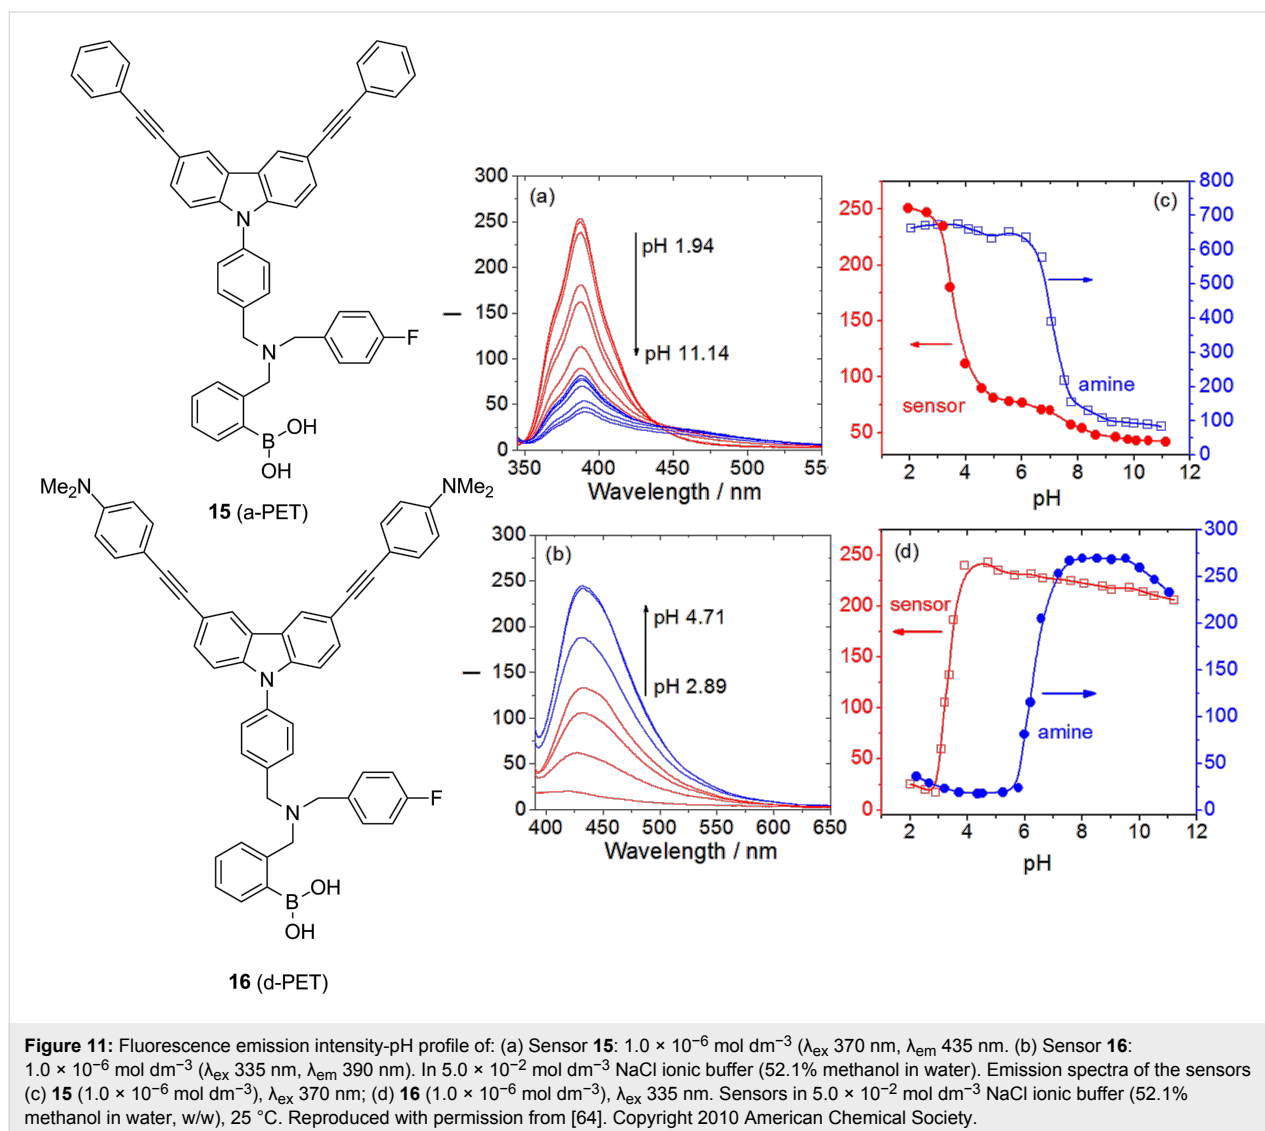 N
N
F
B
OH
OH
15 (a-PET)
Me2N
NMe2
N
N
F
B
OH
OH
16 (d-PET)
(a)
300
250
200
150
100
50
0
I
pH 1.94
pH 11.14
350 400 450 500 55
Wavelength / nm
(c)
250
200
150
100
50
800
700
600
500
400
300
200
100
0
sensor
amine
2 4 6 8 10 12
pH
(b)
300
250
200
150
100
50
0
I
pH 4.71
pH 2.89
400 450 500 550 600 650
Wavelength / nm
(d)
250
200
150
100
50
0
300
250
200
150
100
50
0
sensor
amine
2 4 6 8 10 12
pH
Figure 11: Fluorescence emission intensity-pH profile of: (a) Sensor 15: 1.0 × 10⁻⁶ mol dm⁻³ (λex 370 nm, λem 435 nm. (b) Sensor 16:
1.0 × 10⁻⁶ mol dm⁻³ (λex 335 nm, λem 390 nm). In 5.0 × 10⁻² mol dm⁻³ NaCl ionic buffer (52.1% methanol in water). Emission spectra of the sensors
(c) 15 (1.0 × 10⁻⁶ mol dm⁻³), λex 370 nm; (d) 16 (1.0 × 10⁻⁶ mol dm⁻³), λex 335 nm. Sensors in 5.0 × 10⁻² mol dm⁻³ NaCl ionic buffer (52.1%
methanol in water, w/w), 25 °C. Reproduced with permission from [64]. Copyright 2010 American Chemical Society.